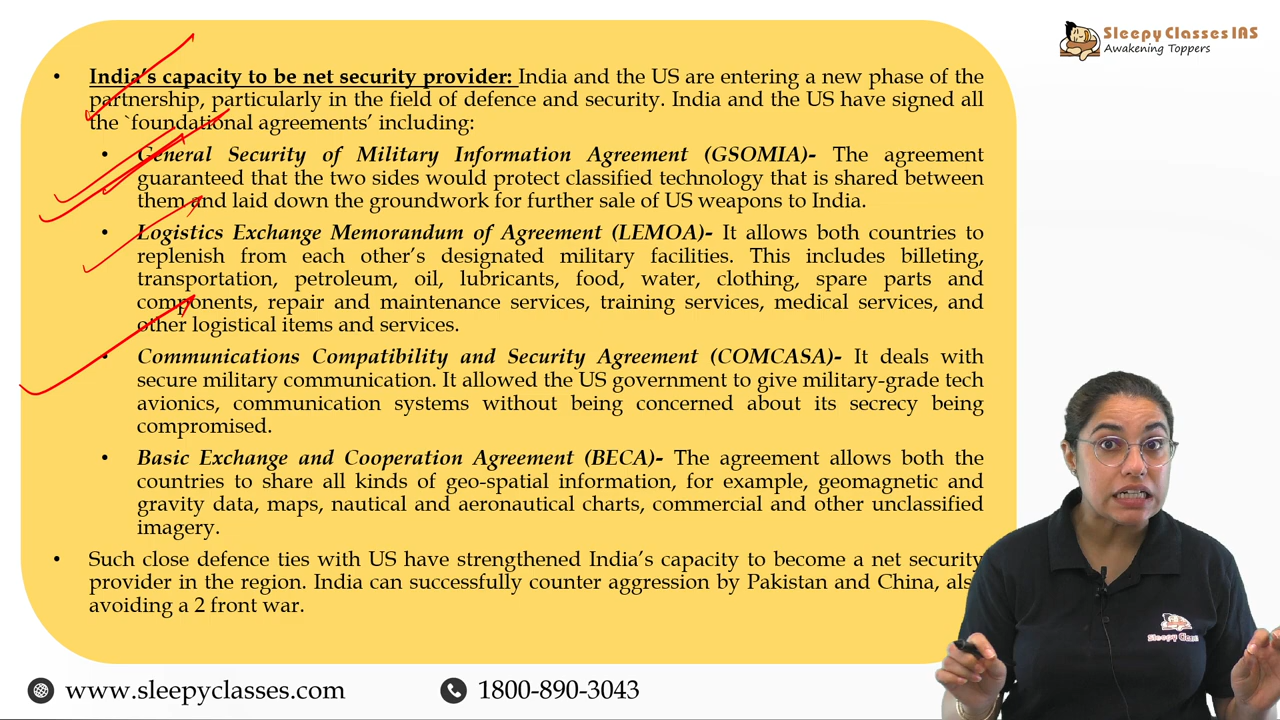 Sleepy Classes IAS
Awakening Toppers
• India's capacity to be net security provider: India and the US are entering a new phase of the
partnership, particularly in the field of defence and security. India and the US have signed all
the `foundational agreements' including:
• General Security of Military Information Agreement (GSOMIA)- The agreement
guaranteed that the two sides would protect classified technology that is shared between
them and laid down the groundwork for further sale of US weapons to India.
• Logistics Exchange Memorandum of Agreement (LEMOA)- It allows both countries to
replenish from each other's designated military facilities. This includes billeting,
transportation, petroleum, oil, lubricants, food, water, clothing, spare parts and
components, repair and maintenance services, training services, medical services, and
other logistical items and services.
• Communications Compatibility and Security Agreement (COMCASA)- It deals with
secure military communication. It allowed the US government to give military-grade tech
avionics, communication systems without being concerned about its secrecy being
compromised.
• Basic Exchange and Cooperation Agreement (BECA)- The agreement allows both the
countries to share all kinds of geo-spatial information, for example, geomagnetic and
gravity data, maps, nautical and aeronautical charts, commercial and other unclassified
imagery.
• Such close defence ties with US have strengthened India's capacity to become a net security
provider in the region. India can successfully counter aggression by Pakistan and China, als
avoiding a 2 front war.
Sleepy Class
www.sleepyclasses.com
1800-890-3043